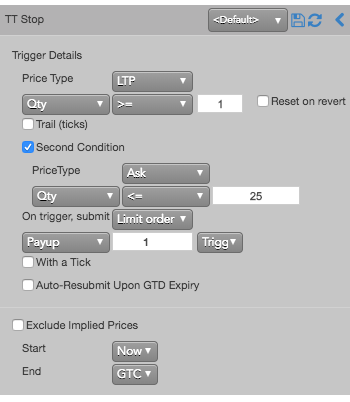 TT Stop <Default>
Trigger Details
Price Type LTP
Qty >= 1 Reset on revert
Trail (ticks)
Second Condition
PriceType Ask
Qty <= 25
On trigger, submit Limit order
Payup 1 Trigg
With a Tick
Auto-Resubmit Upon GTD Expiry
Exclude Implied Prices
Start Now
End GTC